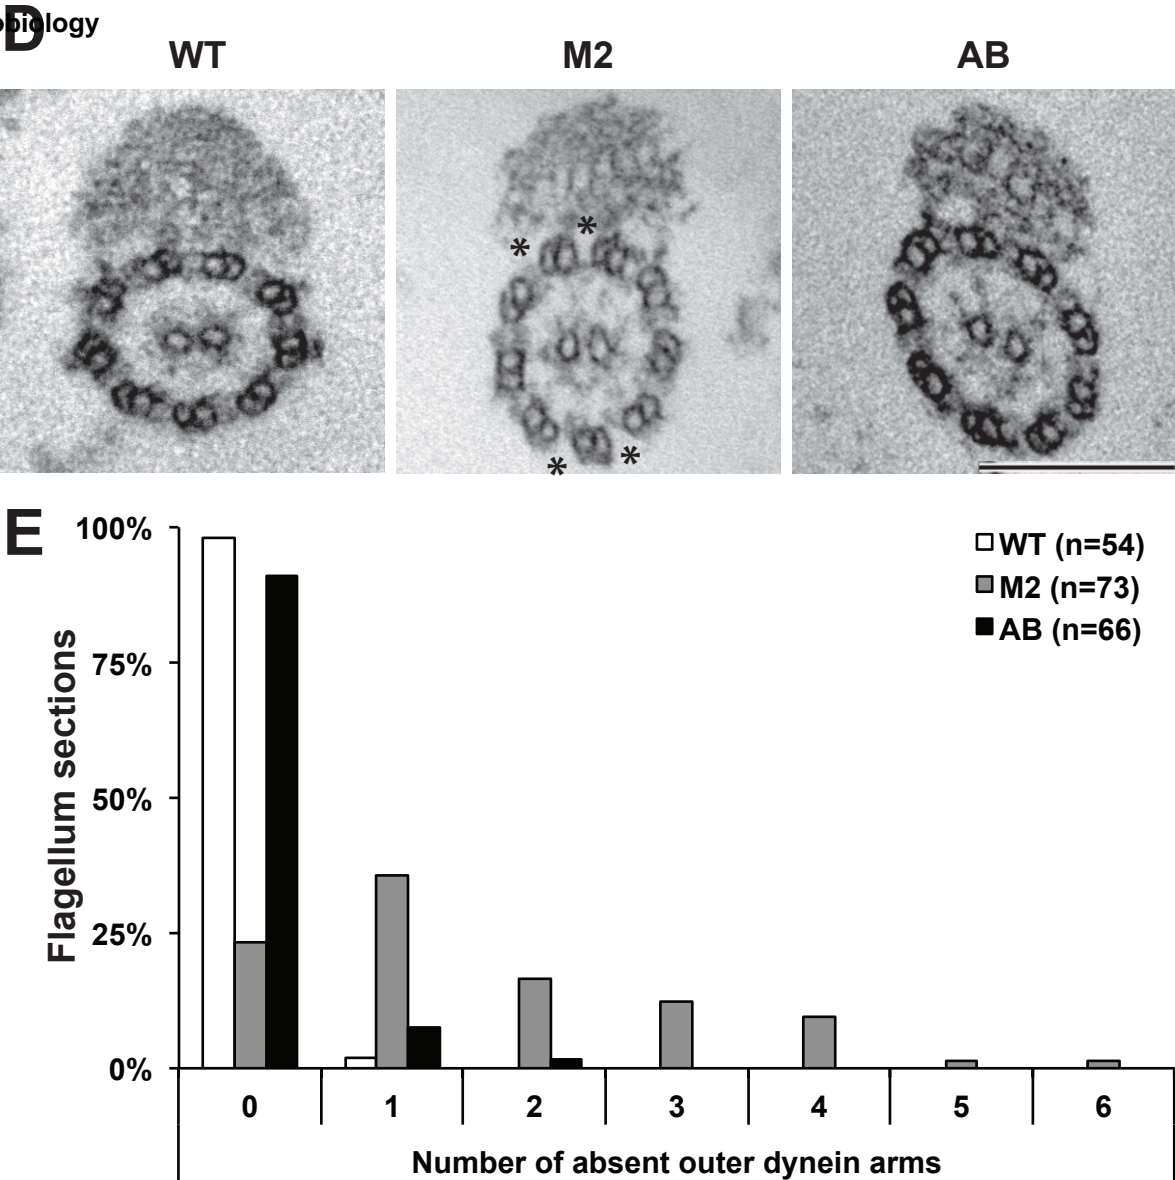 D
WT M2 AB
*
*
*
*
E
100%
75%
50%
25%
0%
Flagellum sections
WT (n=54)
M2 (n=73)
AB (n=66)
0 1 2 3 4 5 6
Number of absent outer dynein arms